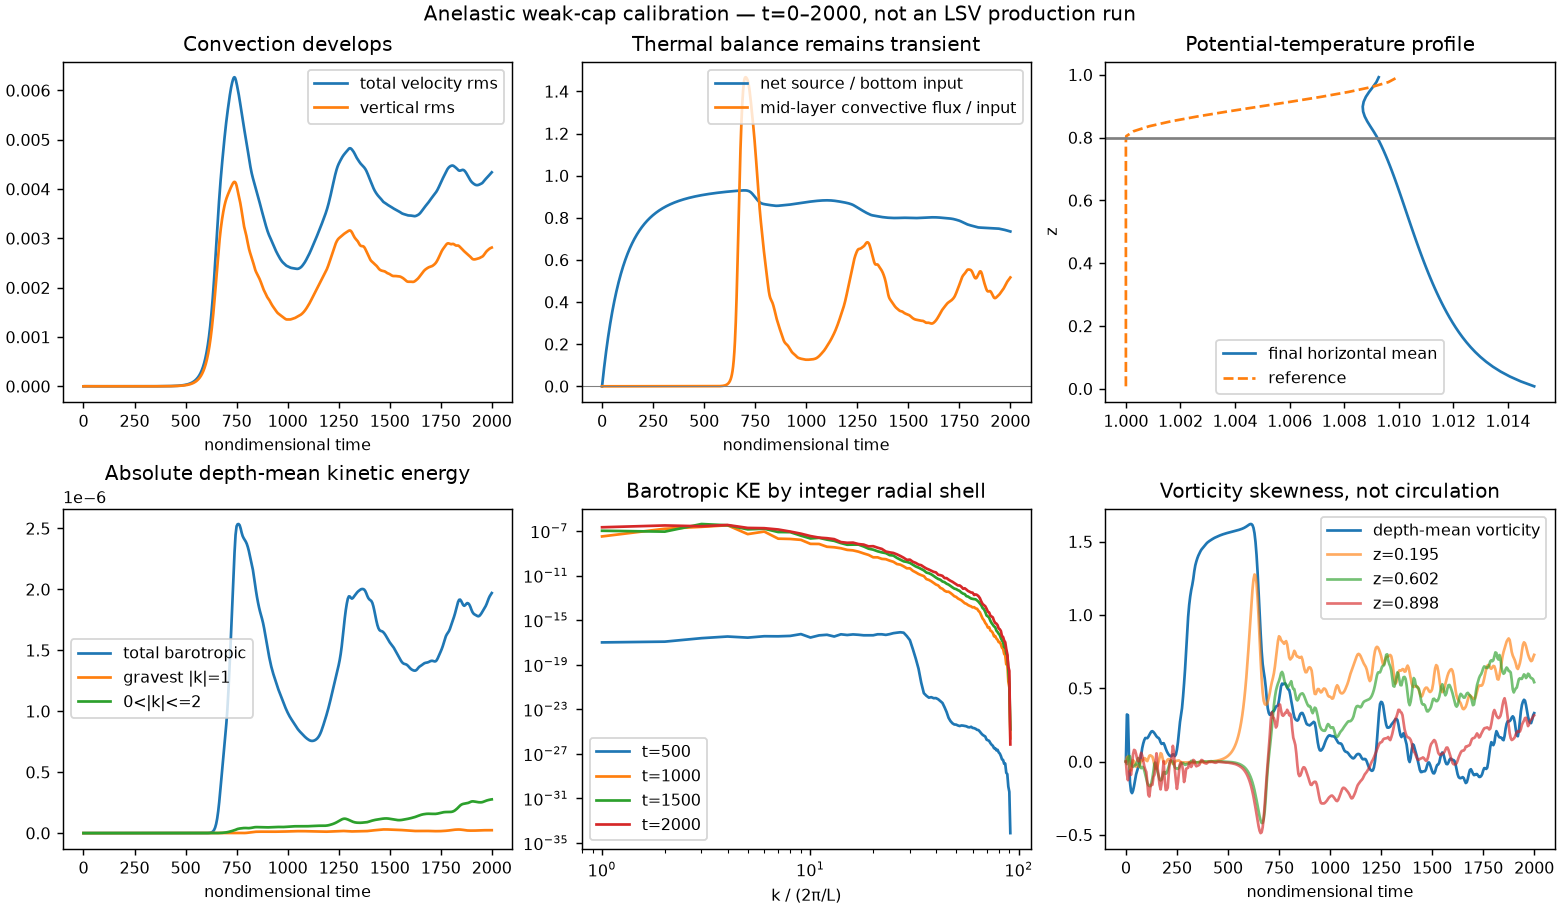 Anelastic weak-cap calibration — t=0–2000, not an LSV production run
Convection develops
total velocity rms
vertical rms
0.006
0.005
0.004
0.003
0.002
0.001
0.000
0 250 500 750 1000 1250 1500 1750 2000
nondimensional time
Thermal balance remains transient
net source / bottom input
mid-layer convective flux / input
1.4
1.2
1.0
0.8
0.6
0.4
0.2
0.0
0 250 500 750 1000 1250 1500 1750 2000
nondimensional time
Potential-temperature profile
z
1.0
0.8
0.6
0.4
0.2
0.0
final horizontal mean
reference
1.000 1.002 1.004 1.006 1.008 1.010 1.012 1.014
Absolute depth-mean kinetic energy
1e−6
2.5
2.0
1.5
1.0
0.5
0.0
total barotropic
gravest |k|=1
0<|k|<=2
0 250 500 750 1000 1250 1500 1750 2000
nondimensional time
Barotropic KE by integer radial shell
10⁻⁷
10⁻¹¹
10⁻¹⁵
10⁻¹⁹
10⁻²³
10⁻²⁷
10⁻³¹
10⁻³⁵
t=500
t=1000
t=1500
t=2000
10⁰ 10¹ 10²
k / (2π/L)
Vorticity skewness, not circulation
depth-mean vorticity
z=0.195
z=0.602
z=0.898
1.5
1.0
0.5
0.0
−0.5
0 250 500 750 1000 1250 1500 1750 2000
nondimensional time